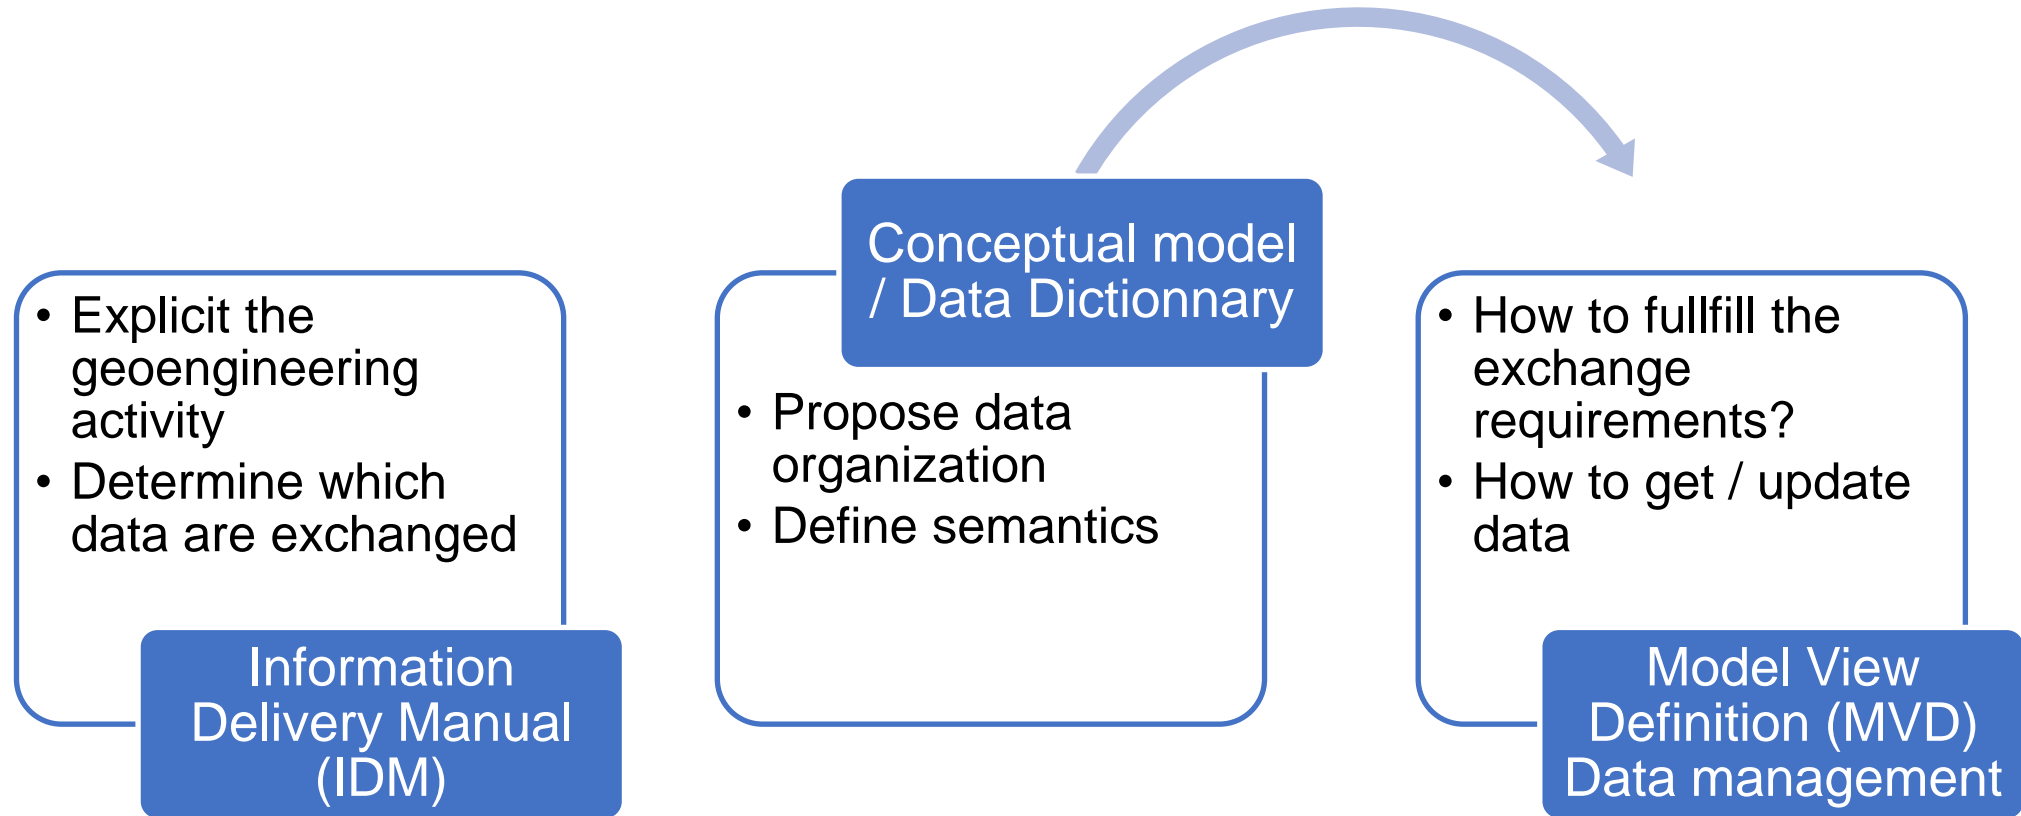 • Explicit the
geoengineering
activity
• Determine which
data are exchanged
Information
Delivery Manual
(IDM)
Conceptual model
/ Data Dictionnary
• Propose data
organization
• Define semantics
• How to fullfill the
exchange
requirements?
• How to get / update
data
Model View
Definition (MVD)
Data management